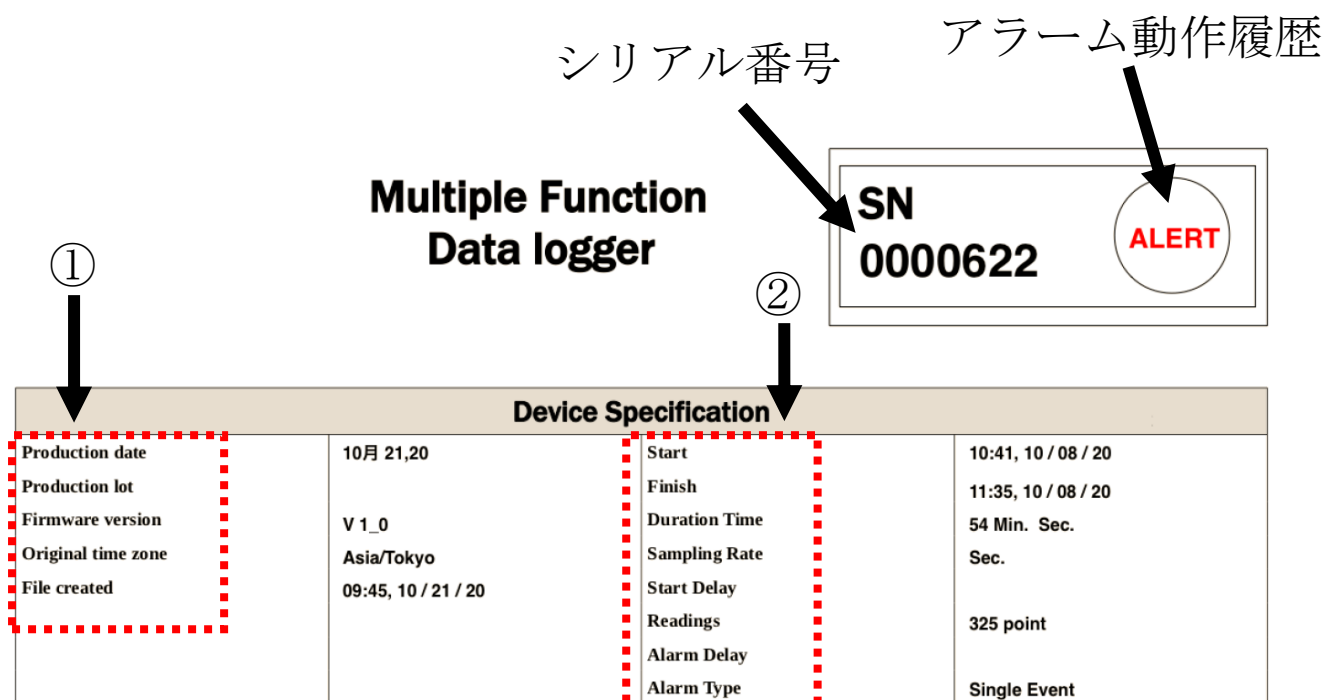 アラーム動作履歴
シリアル番号
Multiple Function
Data logger
SN
0000622
ALERT
①
②
Device Specification
Production date 10月 21,20 Start 10:41, 10 / 08 / 20
Production lot Finish 11:35, 10 / 08 / 20
Firmware version V 1_0 Duration Time 54 Min. Sec.
Original time zone Asia/Tokyo Sampling Rate Sec.
File created 09:45, 10 / 21 / 20 Start Delay
Readings 325 point
Alarm Delay
Alarm Type Single Event